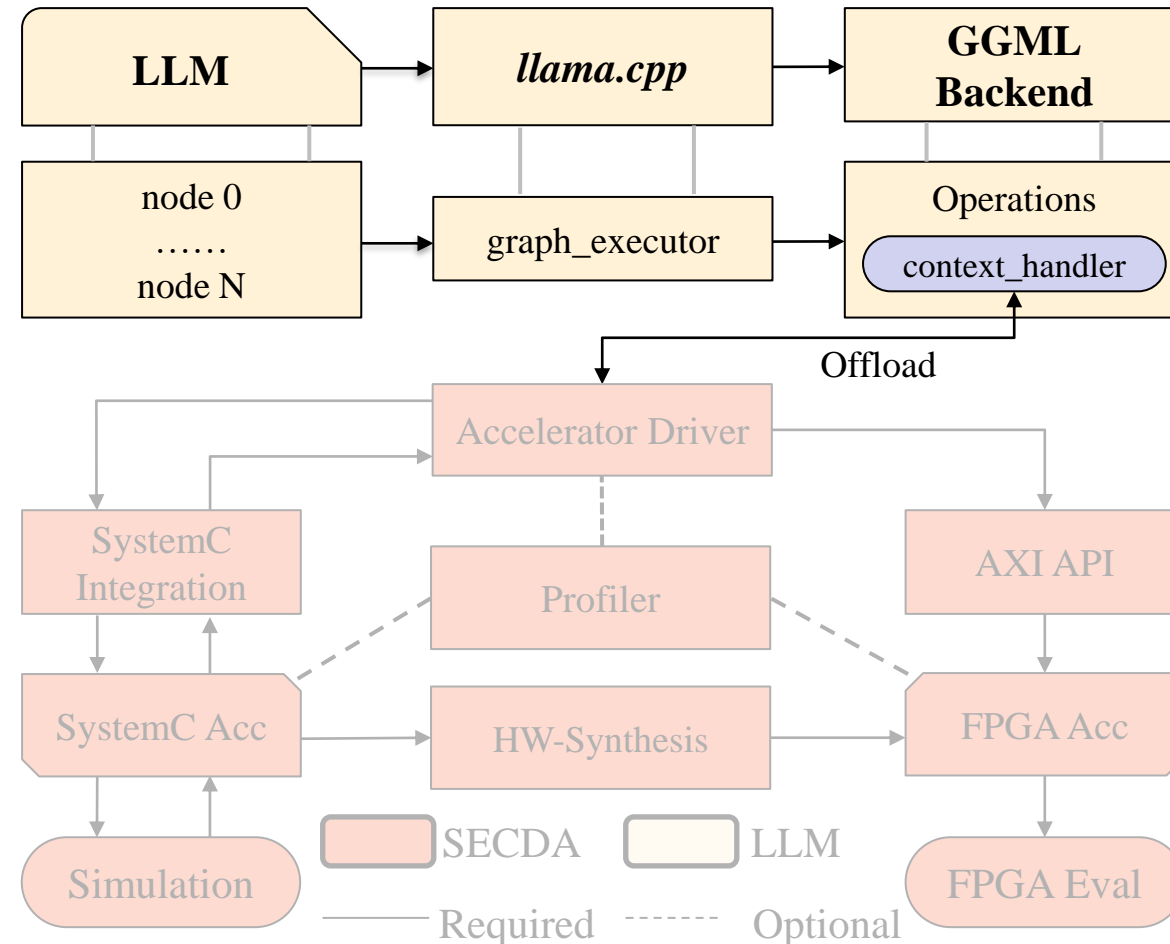 LLM
llama.cpp
GGML
Backend
node 0
......
node N
graph_executor
Operations
context_handler
Offload
Accelerator Driver
SystemC
Integration
Profiler
AXI API
SystemC Acc
HW-Synthesis
FPGA Acc
Simulation
SECDA
LLM
FPGA Eval
Required
Optional